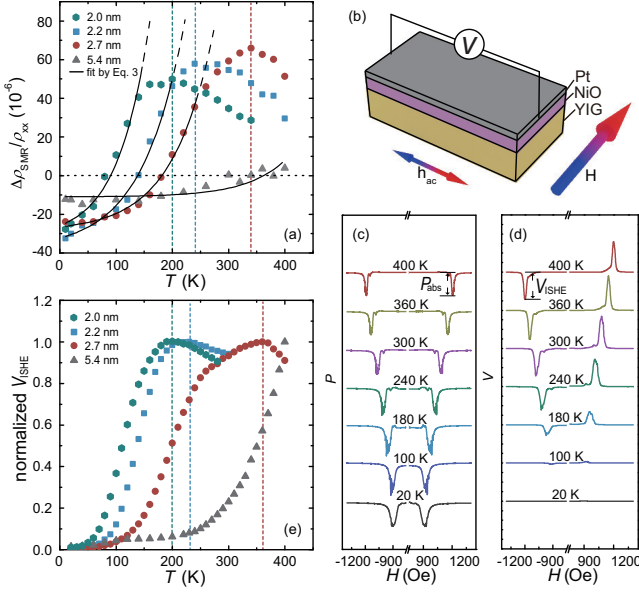 2.0 nm
2.2 nm
2.7 nm
5.4 nm
fit by Eq. 3
(a)
80
60
40
20
0
-20
-40
Δρ_SMR/ρ_xx (10^-6)
0 100 200 300 400
T (K)
(b)
V
Pt
NiO
YIG
h_ac
H
(c)
400 K
P_abs
360 K
300 K
240 K
180 K
100 K
20 K
P
-1200 -900 900 1200
H (Oe)
(d)
400 K
V_ISHE
360 K
300 K
240 K
180 K
100 K
20 K
V
-1200 -900 900 1200
H (Oe)
2.0 nm
2.2 nm
2.7 nm
5.4 nm
(e)
1.2
1.0
0.8
0.6
0.4
0.2
0.0
normalized V_ISHE
0 100 200 300 400
T (K)